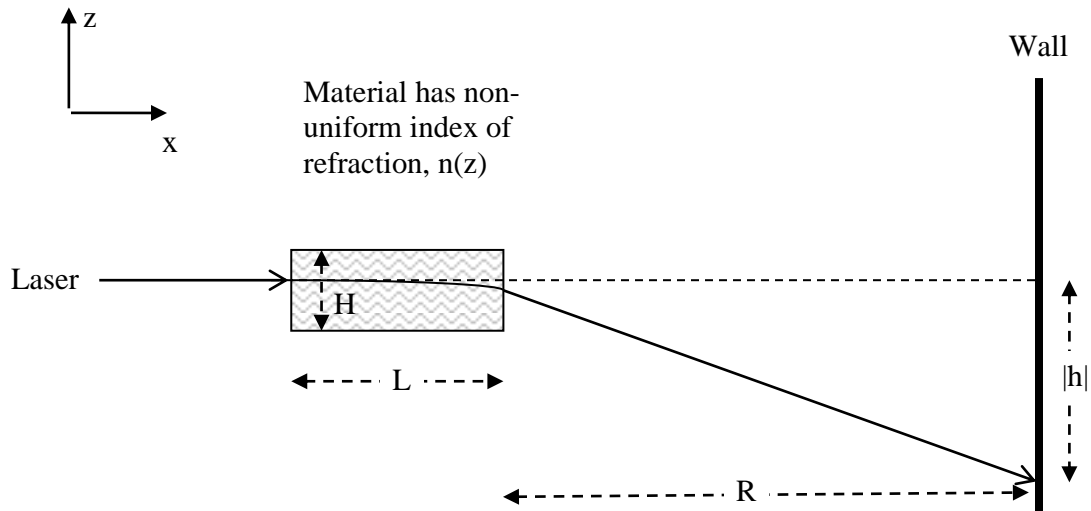 z
x
Wall
Material has non-
uniform index of
refraction, n(z)
Laser
H
L
|h|
R